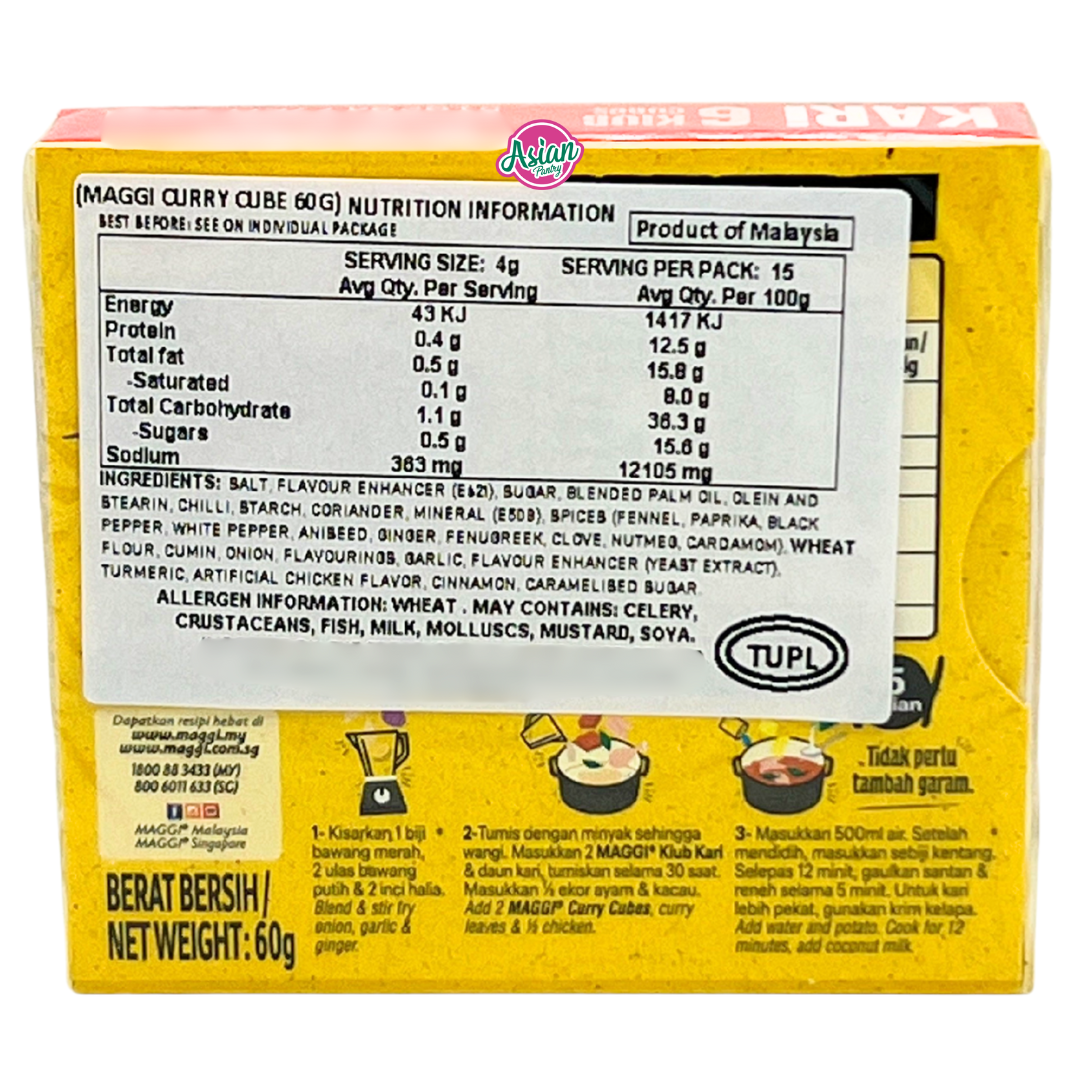 KARI 6 KIUB
CUBES
Asian
Pantry
(MAGGI CURRY CUBE 60G) NUTRITION INFORMATION
BEST BEFORE: SEE ON INDIVIDUAL PACKAGE
Product of Malaysia
SERVING SIZE: 4g SERVING PER PACK: 15
Avg Qty. Per Serving Avg Qty. Per 100g
Energy 43 KJ 1417 KJ
Protein 0.4 g 12.5 g
Total fat 0.5 g 15.8 g
-Saturated 0.1 g 8.0 g
Total Carbohydrate 1.1 g 36.3 g
-Sugars 0.5 g 15.6 g
Sodium 363 mg 12105 mg
INGREDIENTS: SALT, FLAVOUR ENHANCER (E621), SUGAR, BLENDED PALM OIL, OLEIN AND
STEARIN, CHILLI, STARCH, CORIANDER, MINERAL (E508), SPICES (FENNEL, PAPRIKA, BLACK
PEPPER, WHITE PEPPER, ANISEED, GINGER, FENUGREEK, CLOVE, NUTMEG, CARDAMOM), WHEAT
FLOUR, CUMIN, ONION, FLAVOURINGS, GARLIC, FLAVOUR ENHANCER (YEAST EXTRACT),
TURMERIC, ARTIFICIAL CHICKEN FLAVOR, CINNAMON, CARAMELISED SUGAR.
ALLERGEN INFORMATION: WHEAT. MAY CONTAINS: CELERY,
CRUSTACEANS, FISH, MILK, MOLLUSCS, MUSTARD, SOYA.
TUPL
Dapatkan resipi hebat di
www.maggi.my
www.maggi.com.sg
1800 88 3433 (MY)
800 6011 633 (SG)
MAGGI® Malaysia
MAGGI® Singapore
BERAT BERSIH/
NET WEIGHT: 60g
1- Kisarkan 1 biji
bawang merah,
2 ulas bawang
putih & 2 inci halia.
Blend & stir fry
onion, garlic &
ginger.
2-Tumis dengan minyak sehingga
wangi. Masukkan 2 MAGGI® Kiub Kari
& daun kari, tumiskan selama 30 saat.
Masukkan ½ ekor ayam & kacau.
Add 2 MAGGI® Curry Cubes, curry
leaves & ½ chicken.
Tidak perlu
tambah garam.
3- Masukkan 500ml air. Setelah
mendidih, masukkan sebiji kentang.
Selepas 12 minit, gaulkan santan &
reneh selama 5 minit. Untuk kari
lebih pekat, gunakan krim kelapa.
Add water and potato. Cook for 12
minutes, add coconut milk.